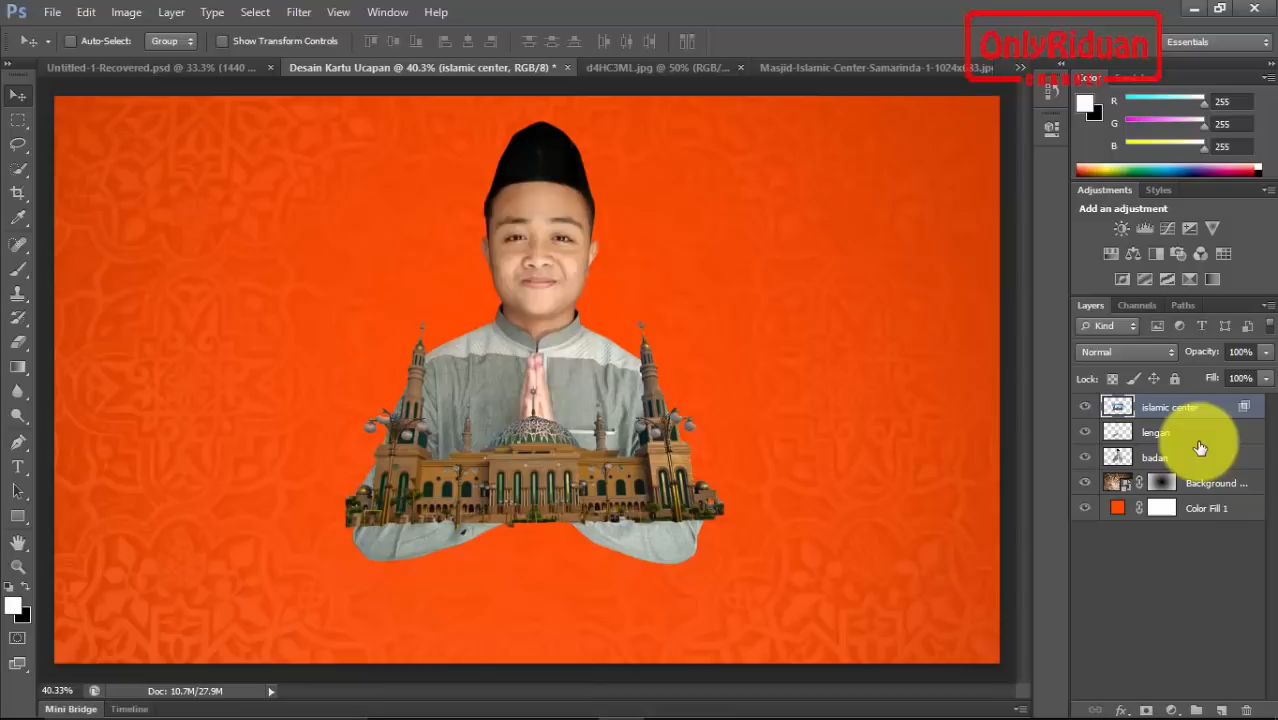 Ps File Edit Image Layer Type Select Filter 3D View Window Help
Auto-Select: Group Show Transform Controls
OnlyRiduan
CHANNEL
Essentials
Untitled-1-Recovered.psd @ 33.3% (1440 ... × Desain Kartu Ucapan @ 40.3% (islamic center, RGB/8) * × d4HC3ML.jpg @ 50% (RGB/... × Masjid-Islamic-Center-Samarinda-1-1024x683.jpg
Color
R 255
G 255
B 255
Adjustments Styles
Add an adjustment
Layers Channels Paths
Kind
Normal Opacity: 100%
Lock: Fill: 100%
islamic center
lengan
badan
Background ...
Color Fill 1
40.33% Doc: 10.7M/27.9M
Mini Bridge Timeline